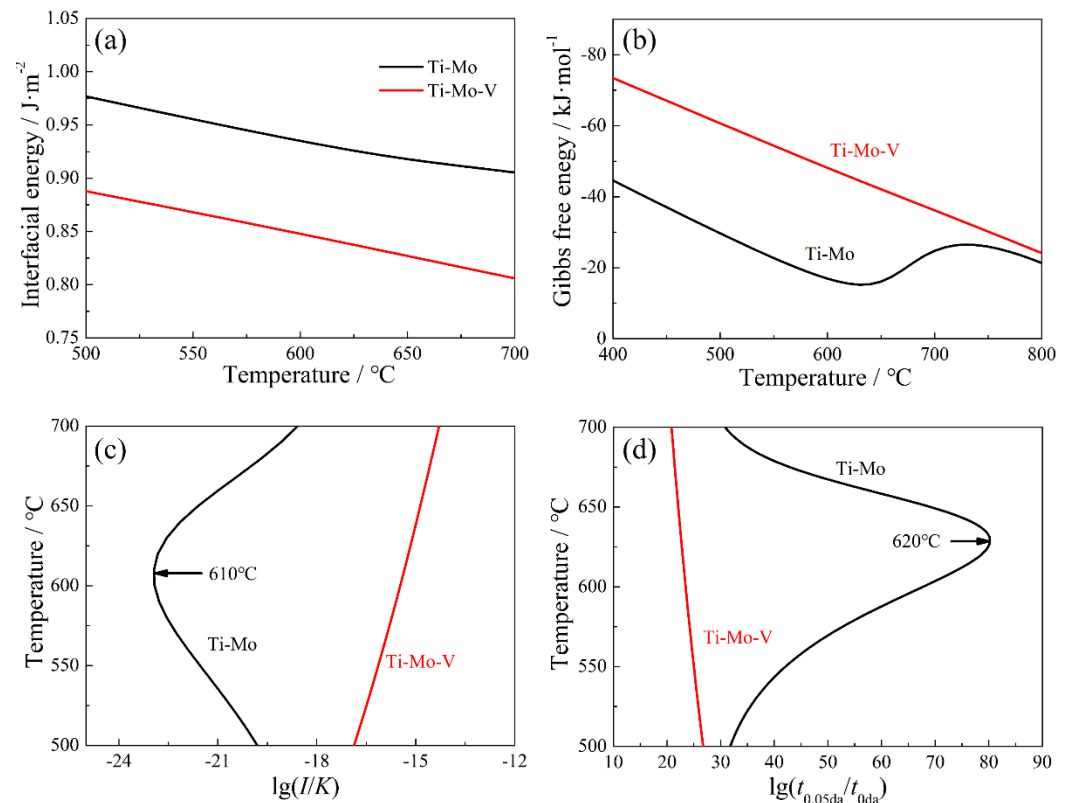 (a)
Ti-Mo
Ti-Mo-V
1.05
1.00
0.95
0.90
0.85
0.80
0.75
500 550 600 650 700
Interfacial energy / J·m⁻²
Temperature / °C
(b)
Ti-Mo-V
Ti-Mo
-80
-60
-40
-20
0
400 500 600 700 800
Gibbs free enegy / kJ·mol⁻¹
Temperature / °C
(c)
610°C
Ti-Mo
Ti-Mo-V
700
650
600
550
500
-24 -21 -18 -15 -12
Temperature / °C
lg(I/K)
(d)
Ti-Mo
620°C
Ti-Mo-V
700
650
600
550
500
10 20 30 40 50 60 70 80 90
Temperature / °C
lg(t0.05da/t0da)